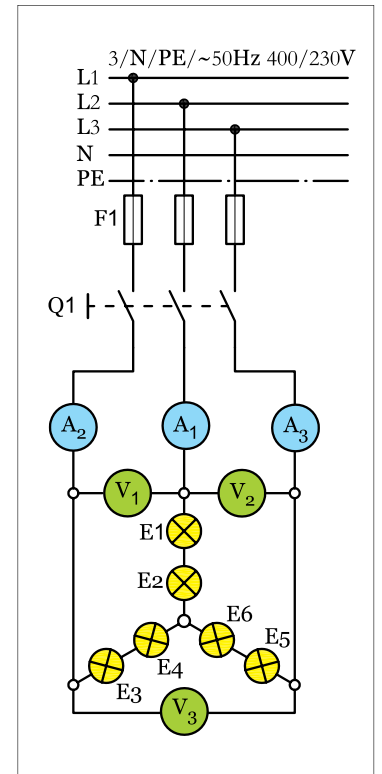 3/N/PE/~50Hz 400/230V
L1
L2
L3
N
PE
F1
Q1
A₂ A₁ A₃
V₁ V₂
E1
E2
E6
E5
E4
E3
V₃